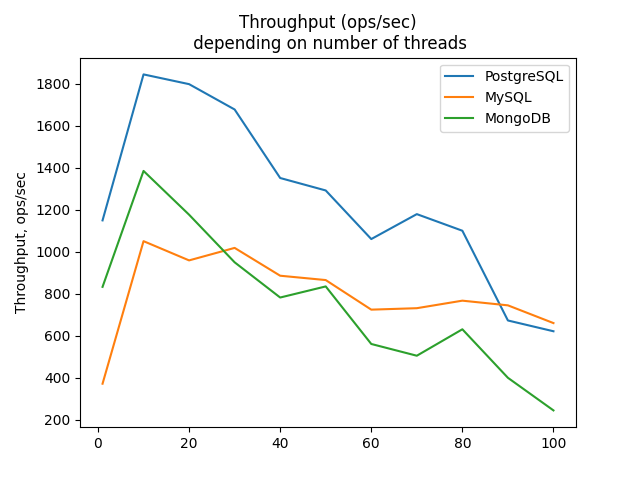 Throughput (ops/sec)
depending on number of threads
PostgreSQL
MySQL
MongoDB
Throughput, ops/sec
1800
1600
1400
1200
1000
800
600
400
200
0 20 40 60 80 100